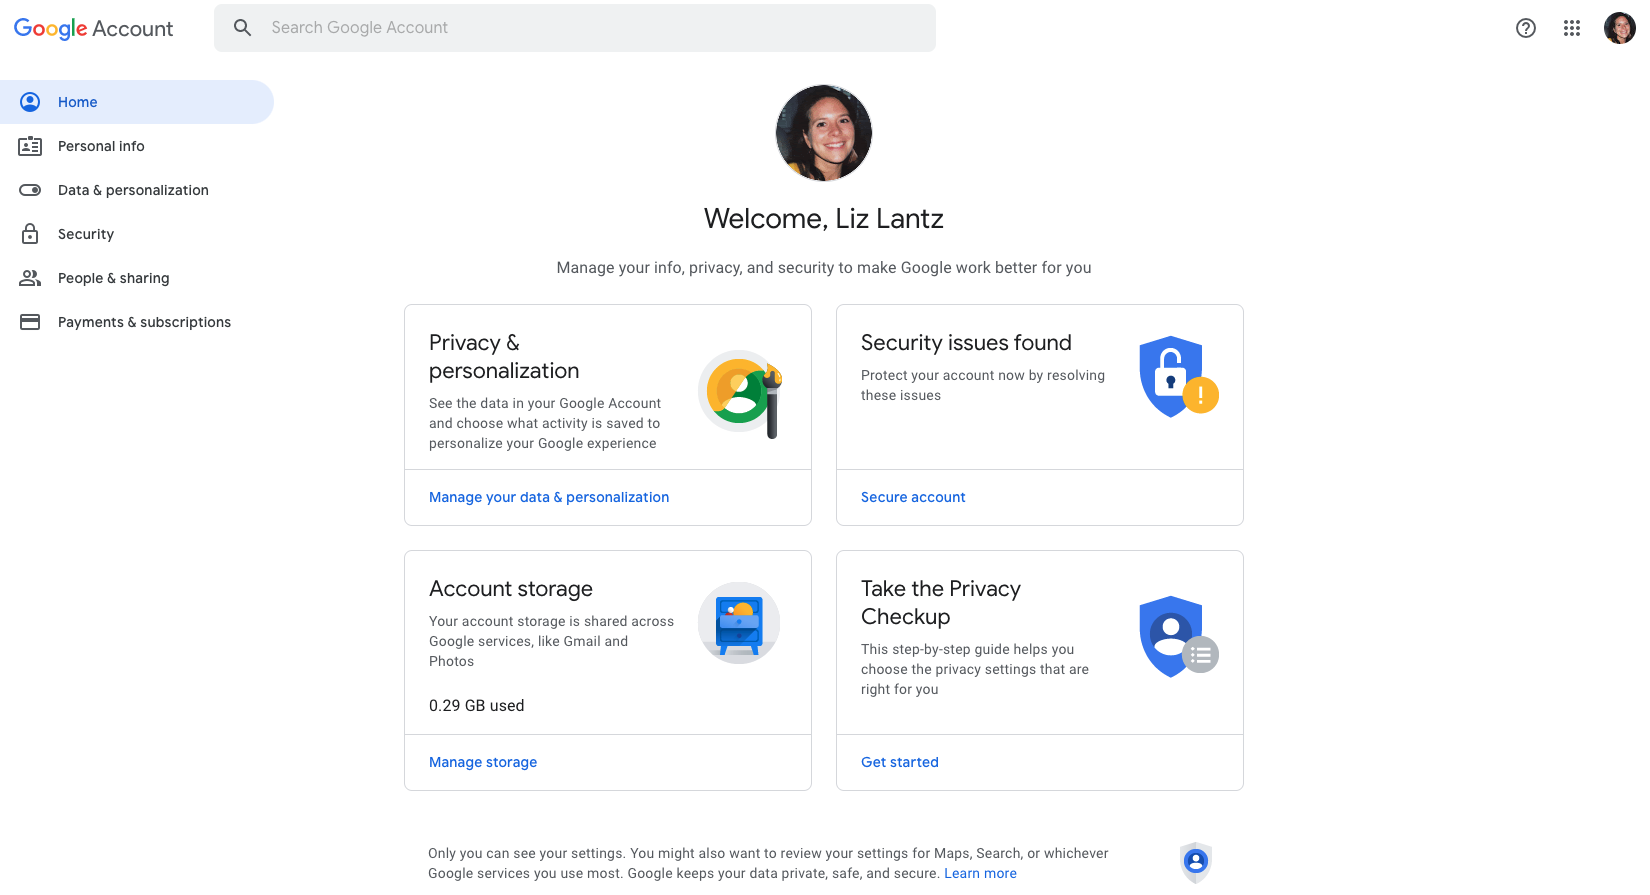 Google Account
Search Google Account
Home
Personal info
Data & personalization
Security
People & sharing
Payments & subscriptions
Welcome, Liz Lantz
Manage your info, privacy, and security to make Google work better for you
Privacy &
personalization
See the data in your Google Account
and choose what activity is saved to
personalize your Google experience
Manage your data & personalization
Security issues found
Protect your account now by resolving
these issues
Secure account
Account storage
Your account storage is shared across
Google services, like Gmail and
Photos
0.29 GB used
Manage storage
Take the Privacy
Checkup
This step-by-step guide helps you
choose the privacy settings that are
right for you
Get started
Only you can see your settings. You might also want to review your settings for Maps, Search, or whichever
Google services you use most. Google keeps your data private, safe, and secure. Learn more